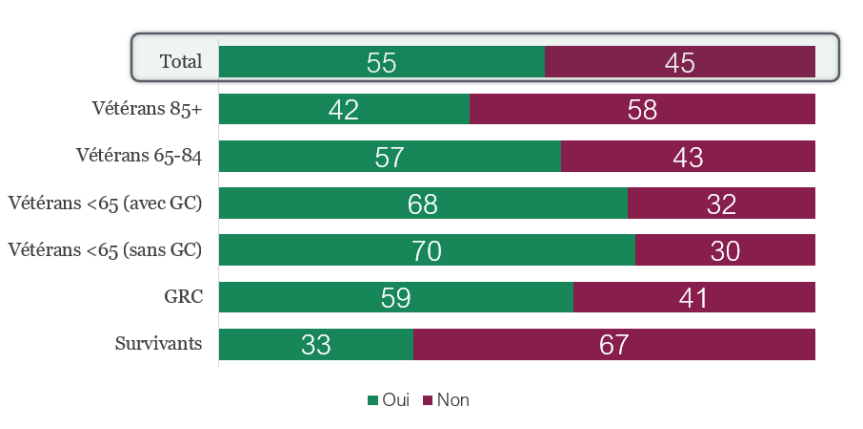 Total 55 45
Vétérans 85+ 42 58
Vétérans 65-84 57 43
Vétérans <65 (avec GC) 68 32
Vétérans <65 (sans GC) 70 30
GRC 59 41
Survivants 33 67
Oui Non